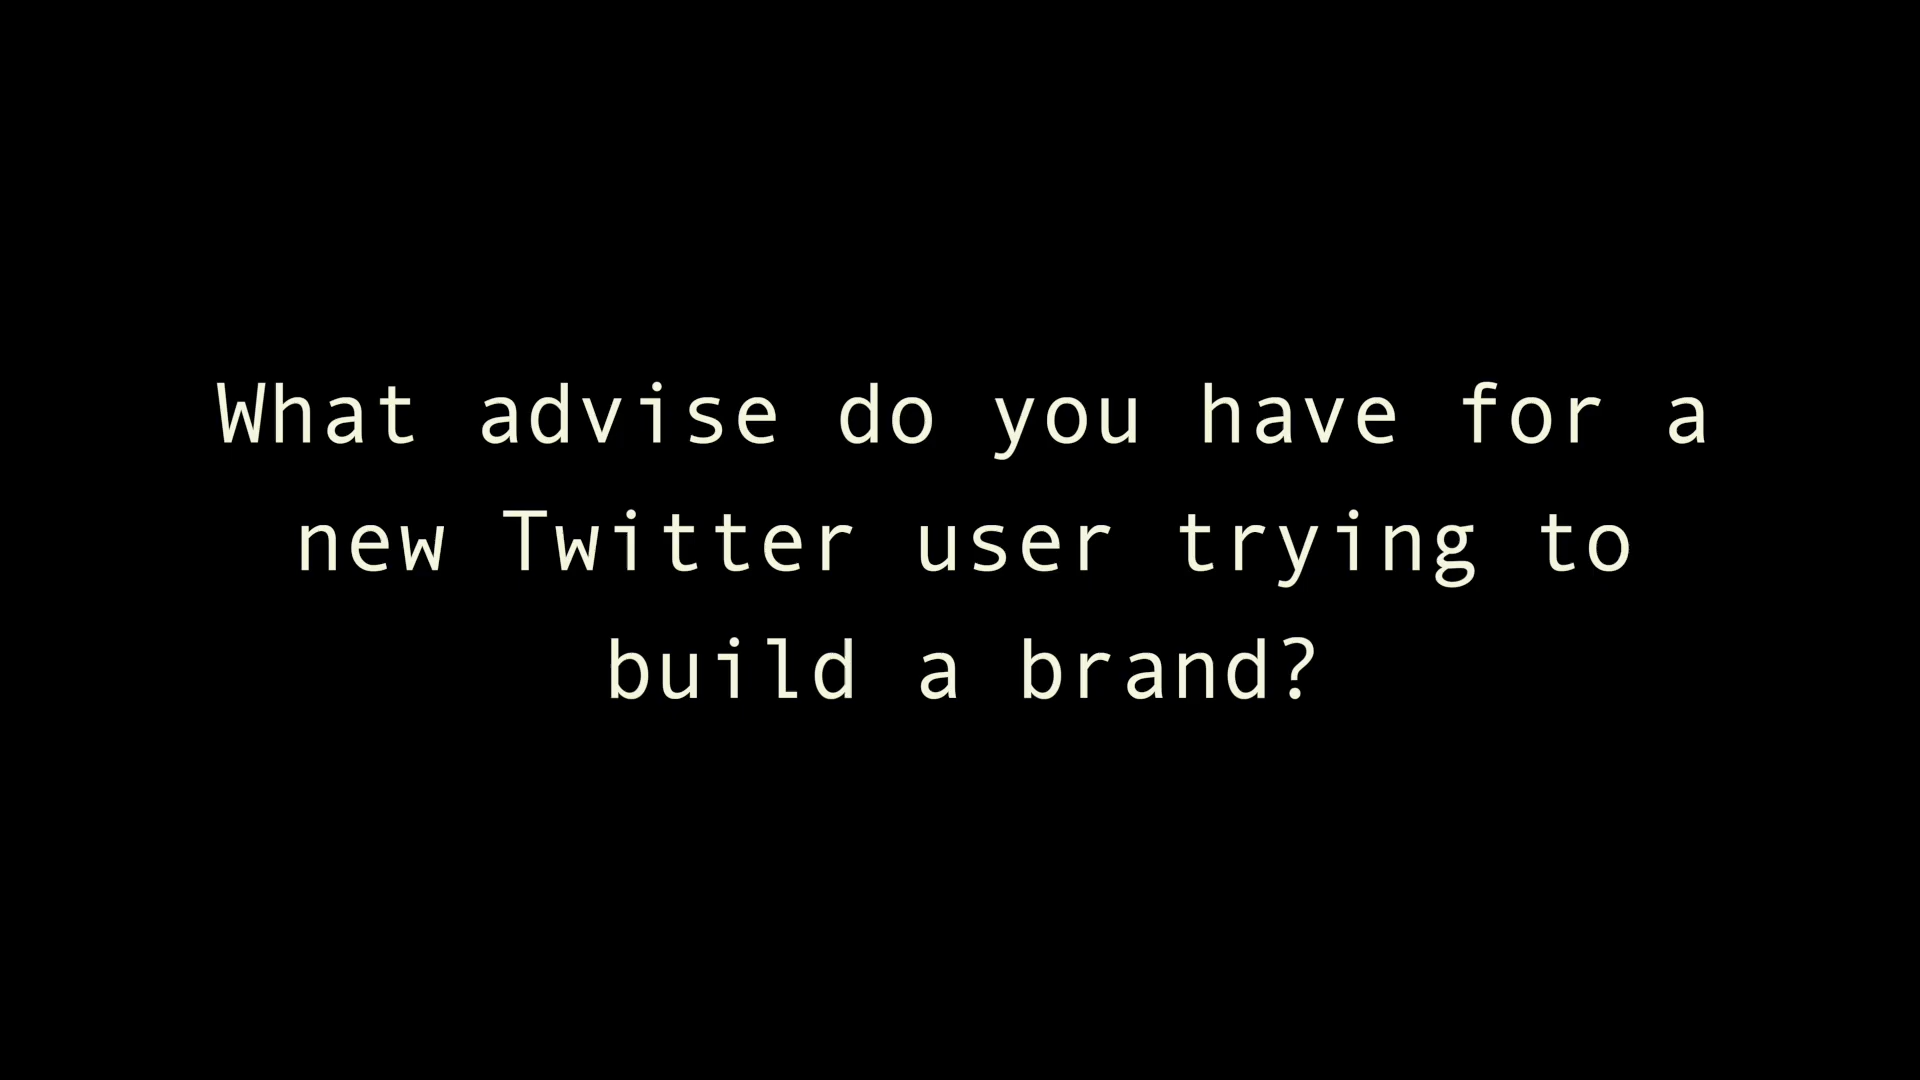 What advise do you have for a
new Twitter user trying to
build a brand?